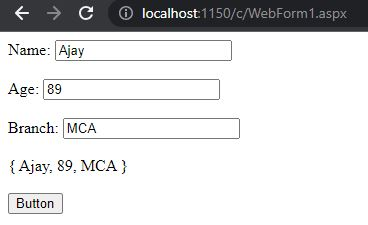 localhost:1150/c/WebForm1.aspx
Name: Ajay
Age: 89
Branch: MCA
{ Ajay, 89, MCA }
Button